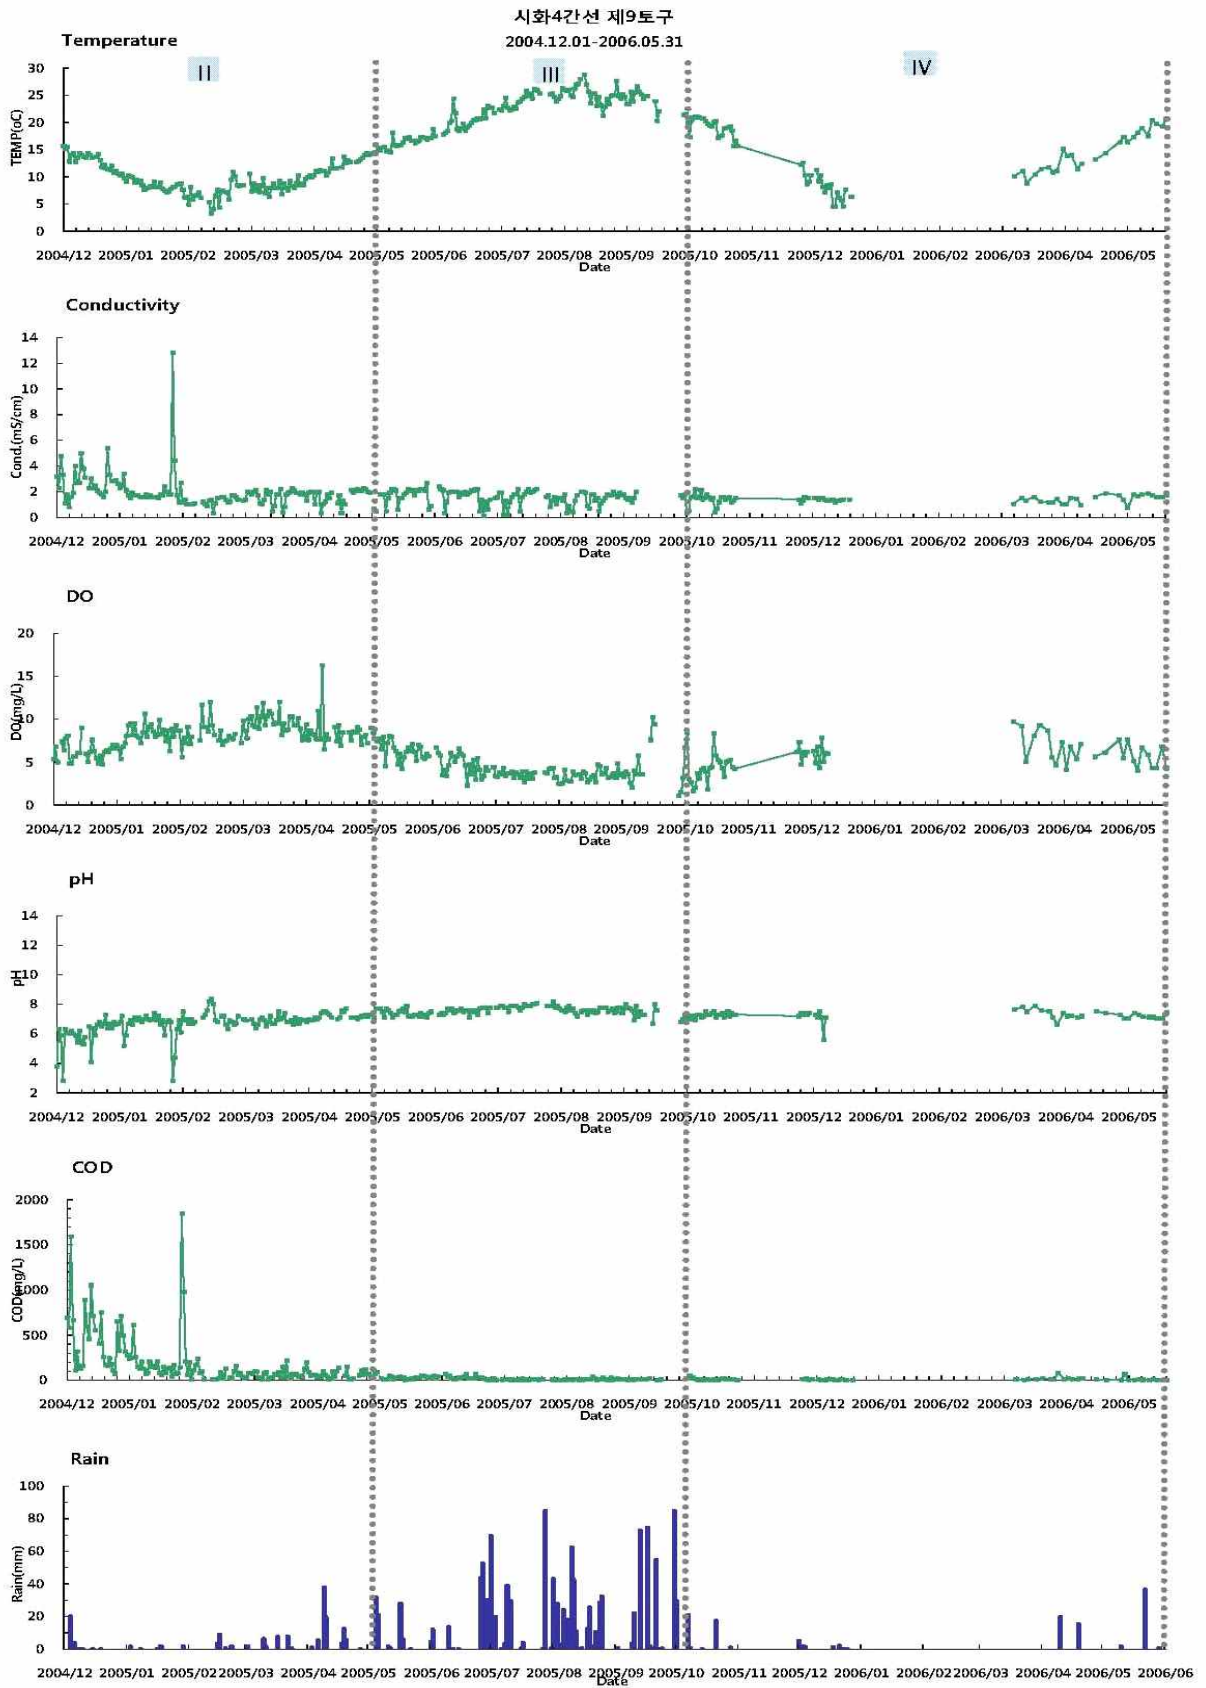 시화4간선 제9토구
2004.12.01-2006.05.31
Temperature
II
III
IV
TEMP(oC)
30
25
20
15
10
5
0
2004/12 2005/01 2005/02 2005/03 2005/04 2005/05 2005/06 2005/07 2005/08 2005/09 2005/10 2005/11 2005/12 2006/01 2006/02 2006/03 2006/04 2006/05
Date
Conductivity
Cond.(mS/cm)
14
12
10
8
6
4
2
0
2004/12 2005/01 2005/02 2005/03 2005/04 2005/05 2005/06 2005/07 2005/08 2005/09 2005/10 2005/11 2005/12 2006/01 2006/02 2006/03 2006/04 2006/05
Date
DO
DO(mg/L)
20
15
10
5
0
2004/12 2005/01 2005/02 2005/03 2005/04 2005/05 2005/06 2005/07 2005/08 2005/09 2005/10 2005/11 2005/12 2006/01 2006/02 2006/03 2006/04 2006/05
Date
pH
pH
14
12
10
8
6
4
2
2004/12 2005/01 2005/02 2005/03 2005/04 2005/05 2005/06 2005/07 2005/08 2005/09 2005/10 2005/11 2005/12 2006/01 2006/02 2006/03 2006/04 2006/05
Date
COD
COD(mg/L)
2000
1500
1000
500
0
2004/12 2005/01 2005/02 2005/03 2005/04 2005/05 2005/06 2005/07 2005/08 2005/09 2005/10 2005/11 2005/12 2006/01 2006/02 2006/03 2006/04 2006/05
Date
Rain
Rain(mm)
100
80
60
40
20
0
2004/12 2005/01 2005/02 2005/03 2005/04 2005/05 2005/06 2005/07 2005/08 2005/09 2005/10 2005/11 2005/12 2006/01 2006/02 2006/03 2006/04 2006/05 2006/06
Date